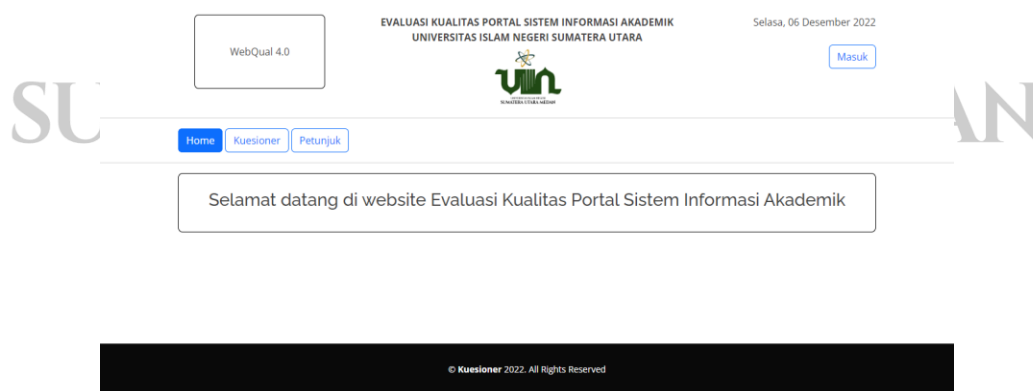 WebQual 4.0
EVALUASI KUALITAS PORTAL SISTEM INFORMASI AKADEMIK
UNIVERSITAS ISLAM NEGERI SUMATERA UTARA
Selasa, 06 Desember 2022
Masuk
UIN
SUMATERA UTARA MEDAN
SU
AN
Home
Kuesioner
Petunjuk
Selamat datang di website Evaluasi Kualitas Portal Sistem Informasi Akademik
© Kuesioner 2022. All Rights Reserved